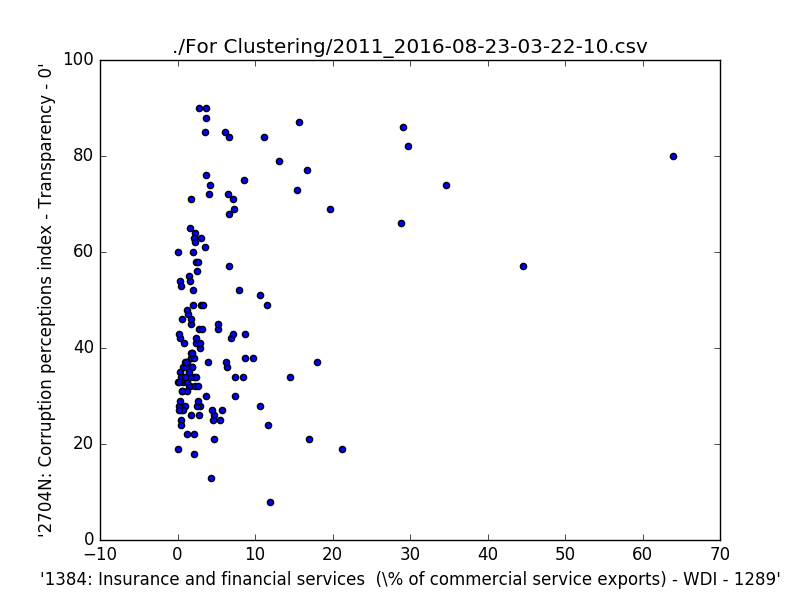 ./For Clustering/2011_2016-08-23-03-22-10.csv
100
80
60
40
20
0
'2704N: Corruption perceptions index - Transparency - 0'
−10 0 10 20 30 40 50 60 70
'1384: Insurance and financial services  (\% of commercial service exports) - WDI - 1289'